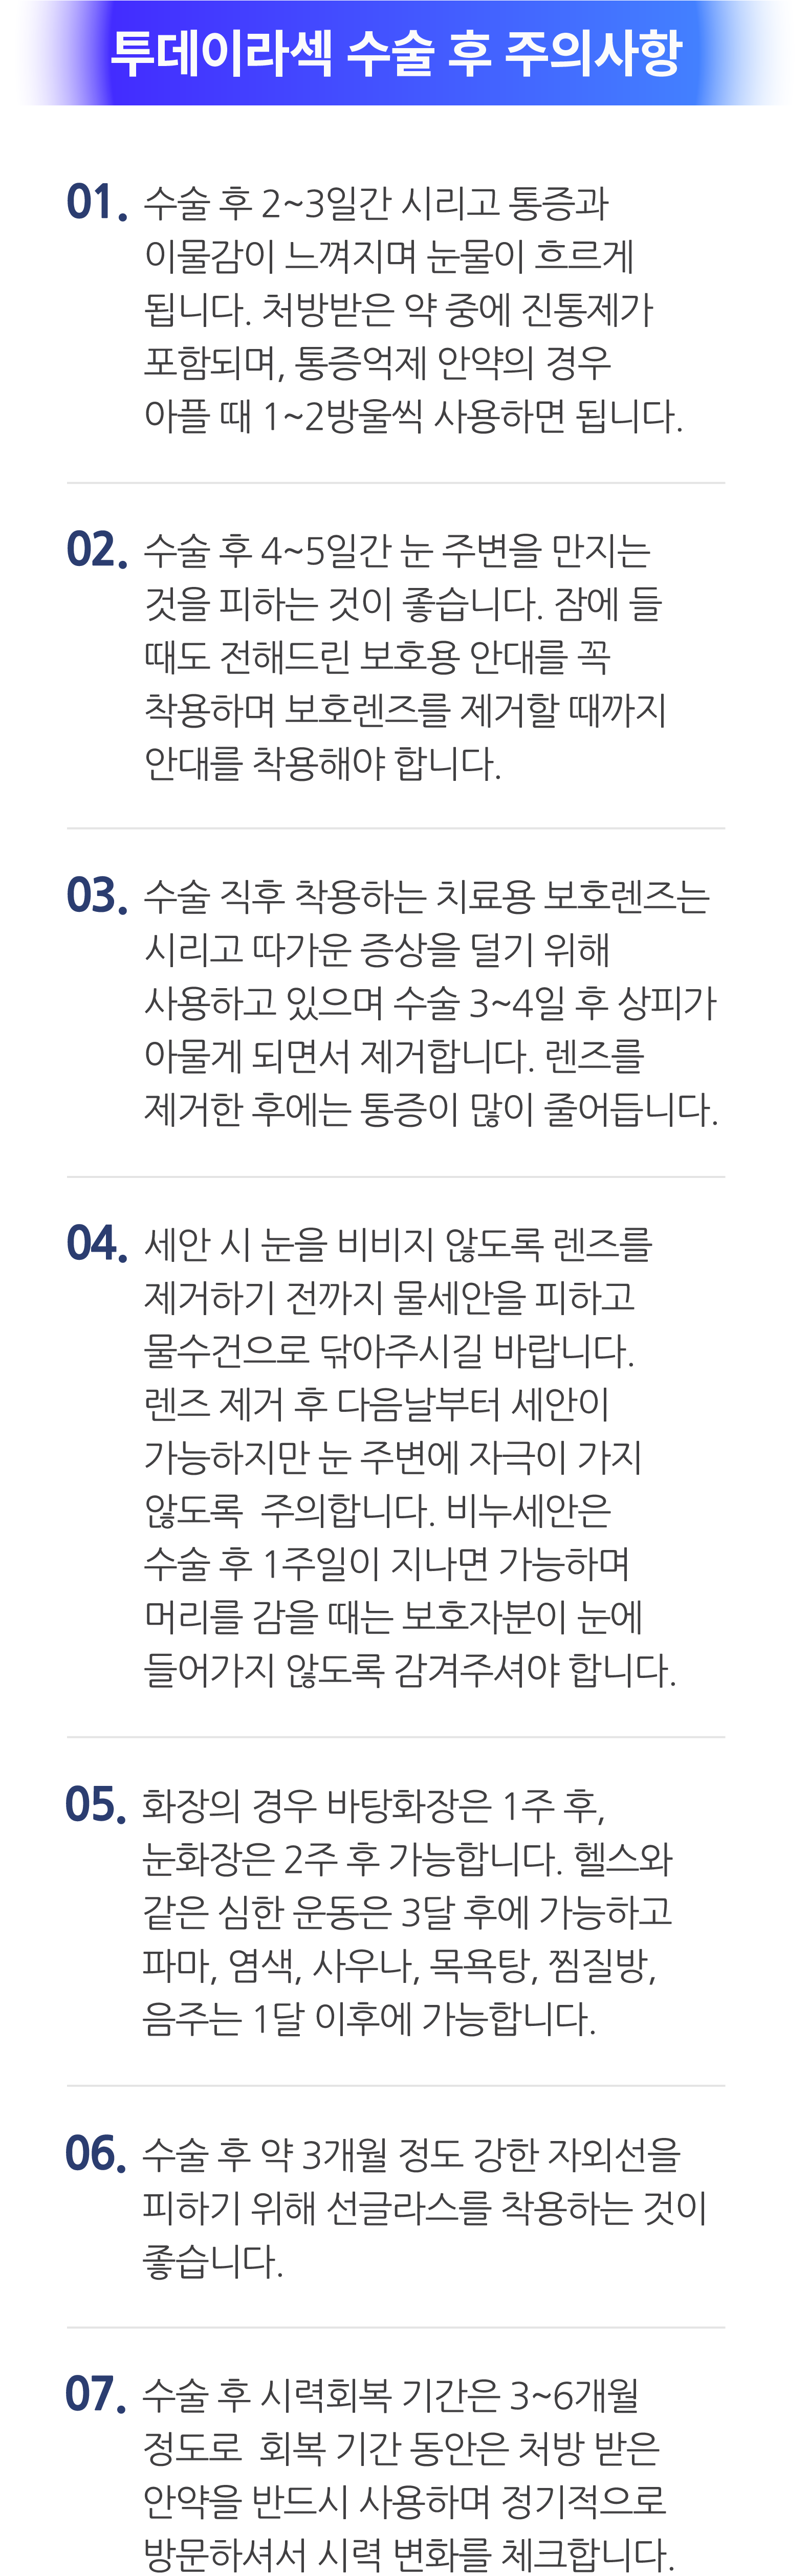 투데이라섹 수술 후 주의사항
01. 수술 후 2~3일간 시리고 통증과
이물감이 느껴지며 눈물이 흐르게
됩니다. 처방받은 약 중에 진통제가
포함되며, 통증억제 안약의 경우
아플 때 1~2방울씩 사용하면 됩니다.
02. 수술 후 4~5일간 눈 주변을 만지는
것을 피하는 것이 좋습니다. 잠에 들
때도 전해드린 보호용 안대를 꼭
착용하며 보호렌즈를 제거할 때까지
안대를 착용해야 합니다.
03. 수술 직후 착용하는 치료용 보호렌즈는
시리고 따가운 증상을 덜기 위해
사용하고 있으며 수술 3~4일 후 상피가
아물게 되면서 제거합니다. 렌즈를
제거한 후에는 통증이 많이 줄어듭니다.
04. 세안 시 눈을 비비지 않도록 렌즈를
제거하기 전까지 물세안을 피하고
물수건으로 닦아주시길 바랍니다.
렌즈 제거 후 다음날부터 세안이
가능하지만 눈 주변에 자극이 가지
않도록 주의합니다. 비누세안은
수술 후 1주일이 지나면 가능하며
머리를 감을 때는 보호자분이 눈에
들어가지 않도록 감겨주셔야 합니다.
05. 화장의 경우 바탕화장은 1주 후,
눈화장은 2주 후 가능합니다. 헬스와
같은 심한 운동은 3달 후에 가능하고
파마, 염색, 사우나, 목욕탕, 찜질방,
음주는 1달 이후에 가능합니다.
06. 수술 후 약 3개월 정도 강한 자외선을
피하기 위해 선글라스를 착용하는 것이
좋습니다.
07. 수술 후 시력회복 기간은 3~6개월
정도로 회복 기간 동안은 처방 받은
안약을 반드시 사용하며 정기적으로
방문하셔서 시력 변화를 체크합니다.